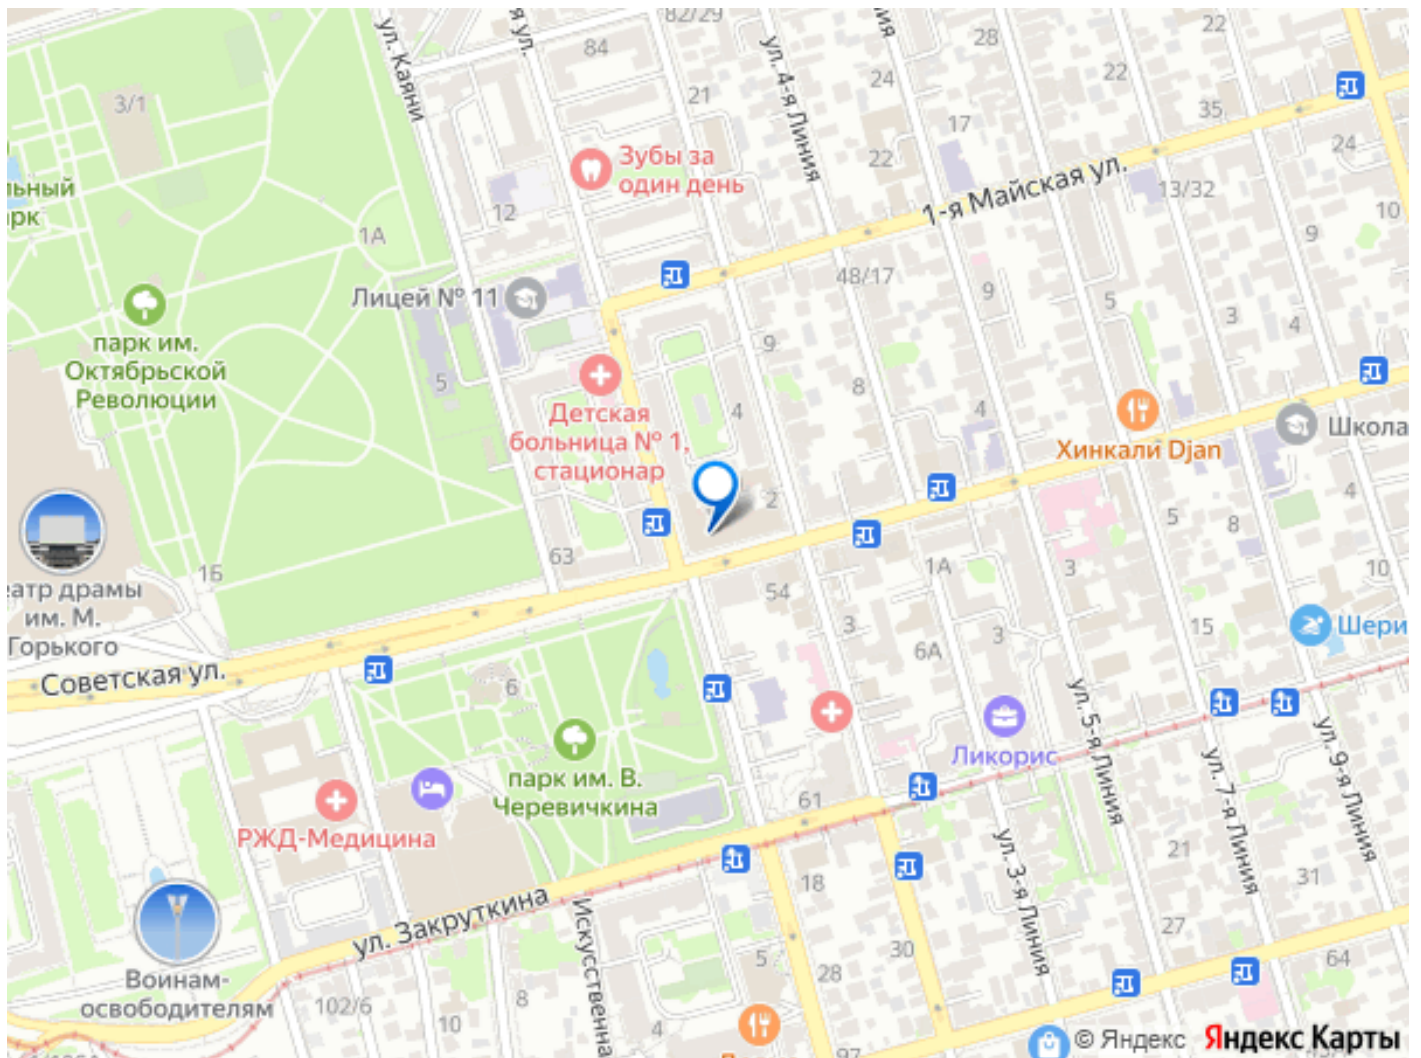 82/29
я ул.
84
ул. Каяни
ул. 4-я Линия
28
22
24
22
35
3/1
21
17
24
Зубы за
один день
22
льный
арк
12
1-я Майская ул.
13/32
10
1А
9
48/17
Лицей № 11
9
5
3
4
парк им.
Октябрьской
Революции
9
5
8
4
4
Детская
больница № 1,
стационар
Хинкали Djan
Школа
2
4
5
8
63
1А
3
10
1Б
54
еатр драмы
им. М.
Горького
3
3
15
Шери
6А
Советская ул.
6
ул. 5-я Линия
ул. 9-я Линия
Ликорис
ул. 7-я Линия
парк им. В.
Черевичкина
61
РЖД-Медицина
ул. 3-я Линия
21
18
31
ул. Закруткина
Искусственна
27
30
5
28
64
Воинам-
освободителям
102/6
8
10
4
97
© Яндекс Яндекс Карты